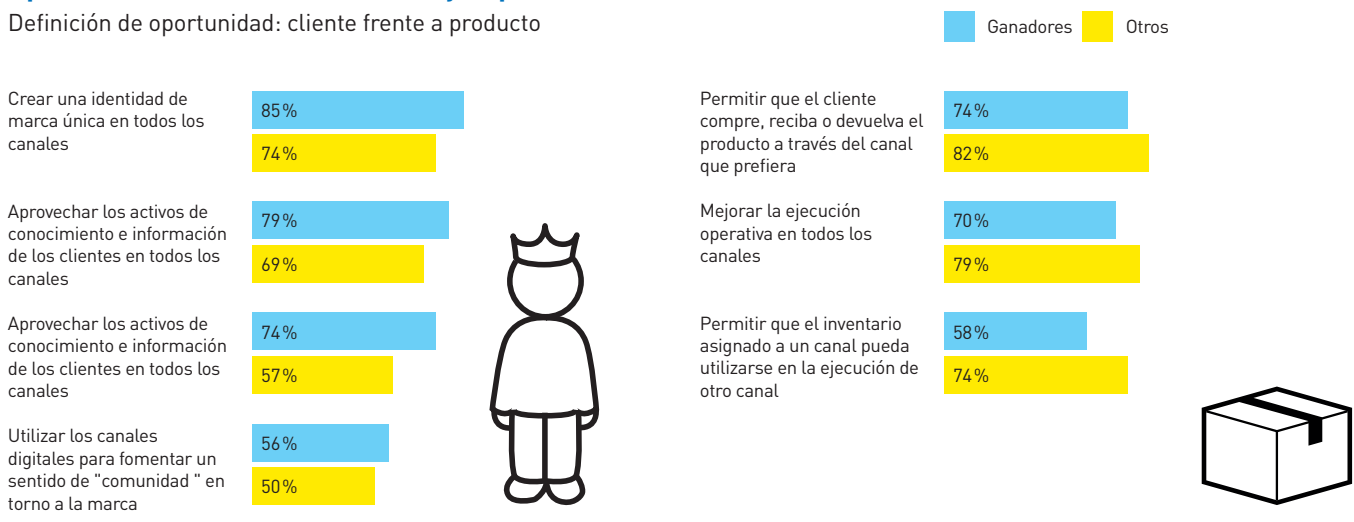 Definición de oportunidad: cliente frente a producto
Ganadores
Otros
Crear una identidad de
marca única en todos los
canales
85%
74%
Aprovechar los activos de
conocimiento e información
de los clientes en todos los
canales
79%
69%
Aprovechar los activos de
conocimiento e información
de los clientes en todos los
canales
74%
57%
Utilizar los canales
digitales para fomentar un
sentido de "comunidad " en
torno a la marca
56%
50%
Permitir que el cliente
compre, reciba o devuelva el
producto a través del canal
que prefiera
74%
82%
Mejorar la ejecución
operativa en todos los
canales
70%
79%
Permitir que el inventario
asignado a un canal pueda
utilizarse en la ejecución de
otro canal
58%
74%